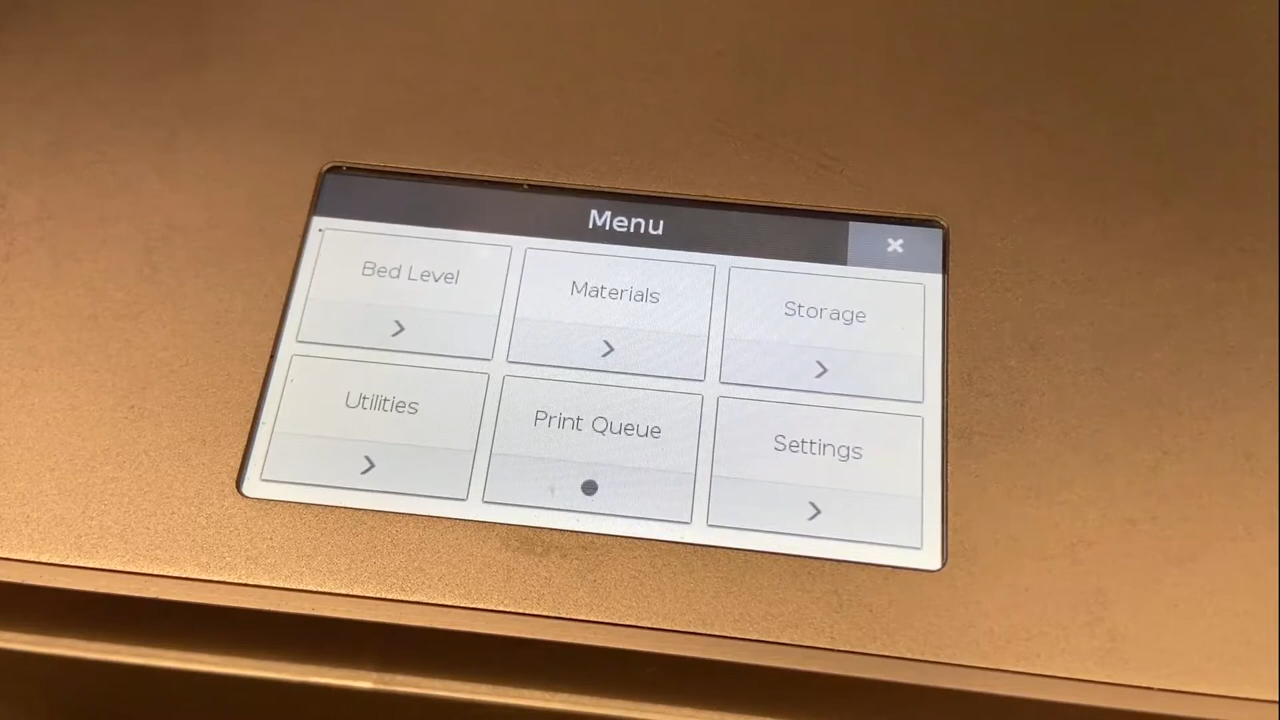 Menu
Bed Level
Materials
Storage
Utilities
Print Queue
Settings